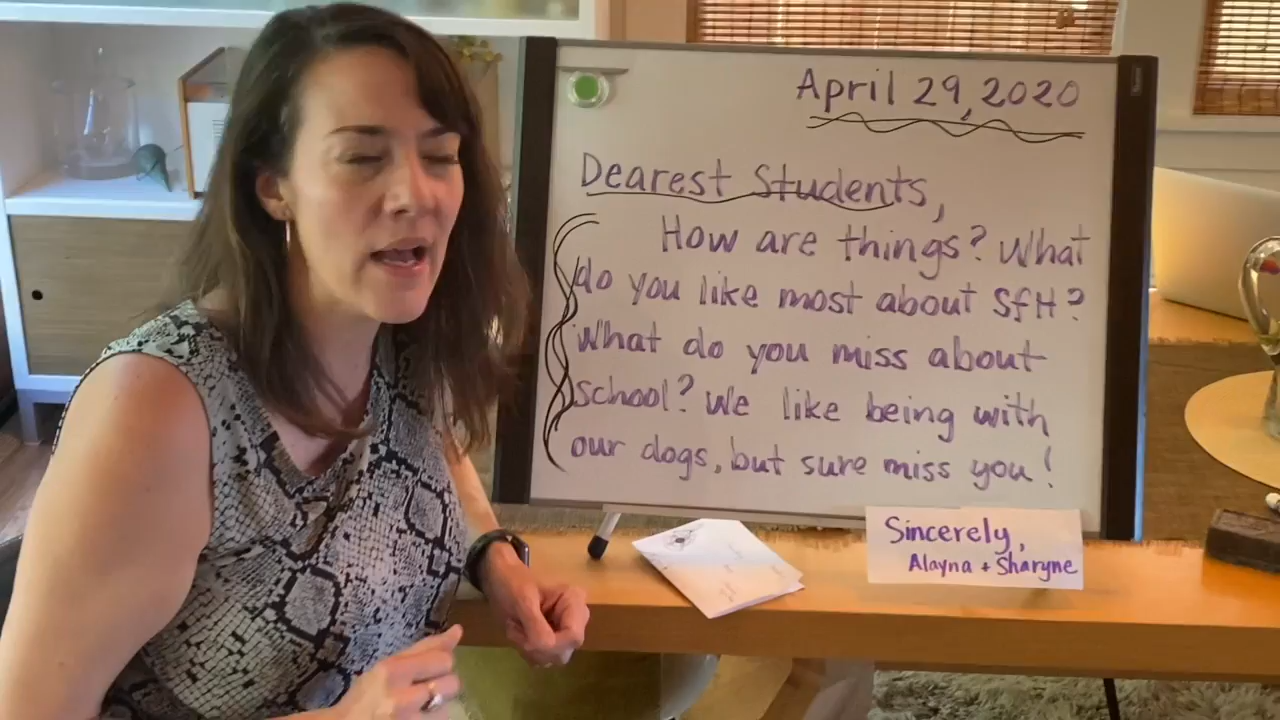 April 29, 2020
Dearest Students,
How are things? What
do you like most about SfH?
What do you miss about
school? We like being with
our dogs, but sure miss you!
Sincerely,
Alayna + Sharyne